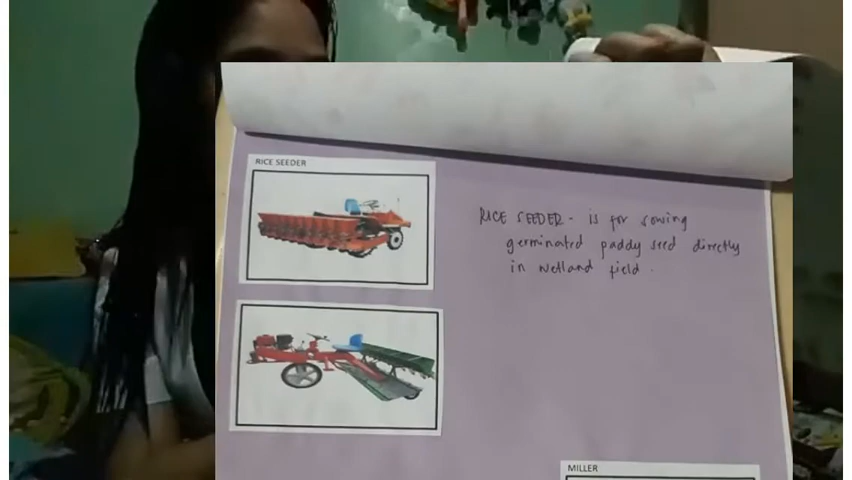 RICE SEEDER
RICE SEEDER - is for sowing
germinated paddy seed directly
in wetland field.
MILLER